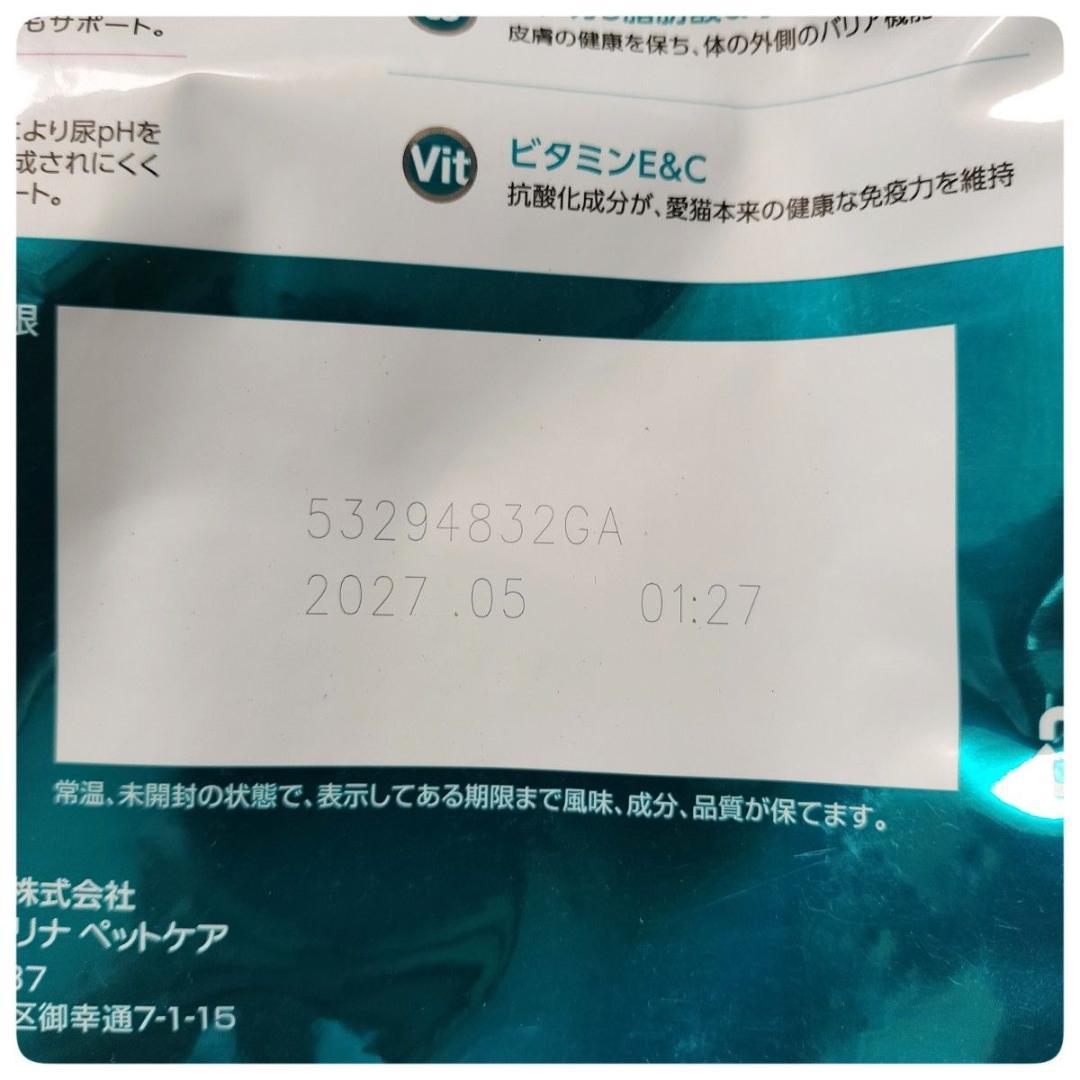 もサポート。
皮膚の健康を保ち、体の外側のバリア機能
により尿pHを
成されにくく
ート。
Vit
ビタミンE&C
抗酸化成分が、愛猫本来の健康な免疫力を維持
限
53294832GA
2027.05 01:27
常温、未開封の状態で、表示してある期限まで風味、成分、品質が保てます。
株式会社
リナ ペットケア
37
区御幸通7-1-15